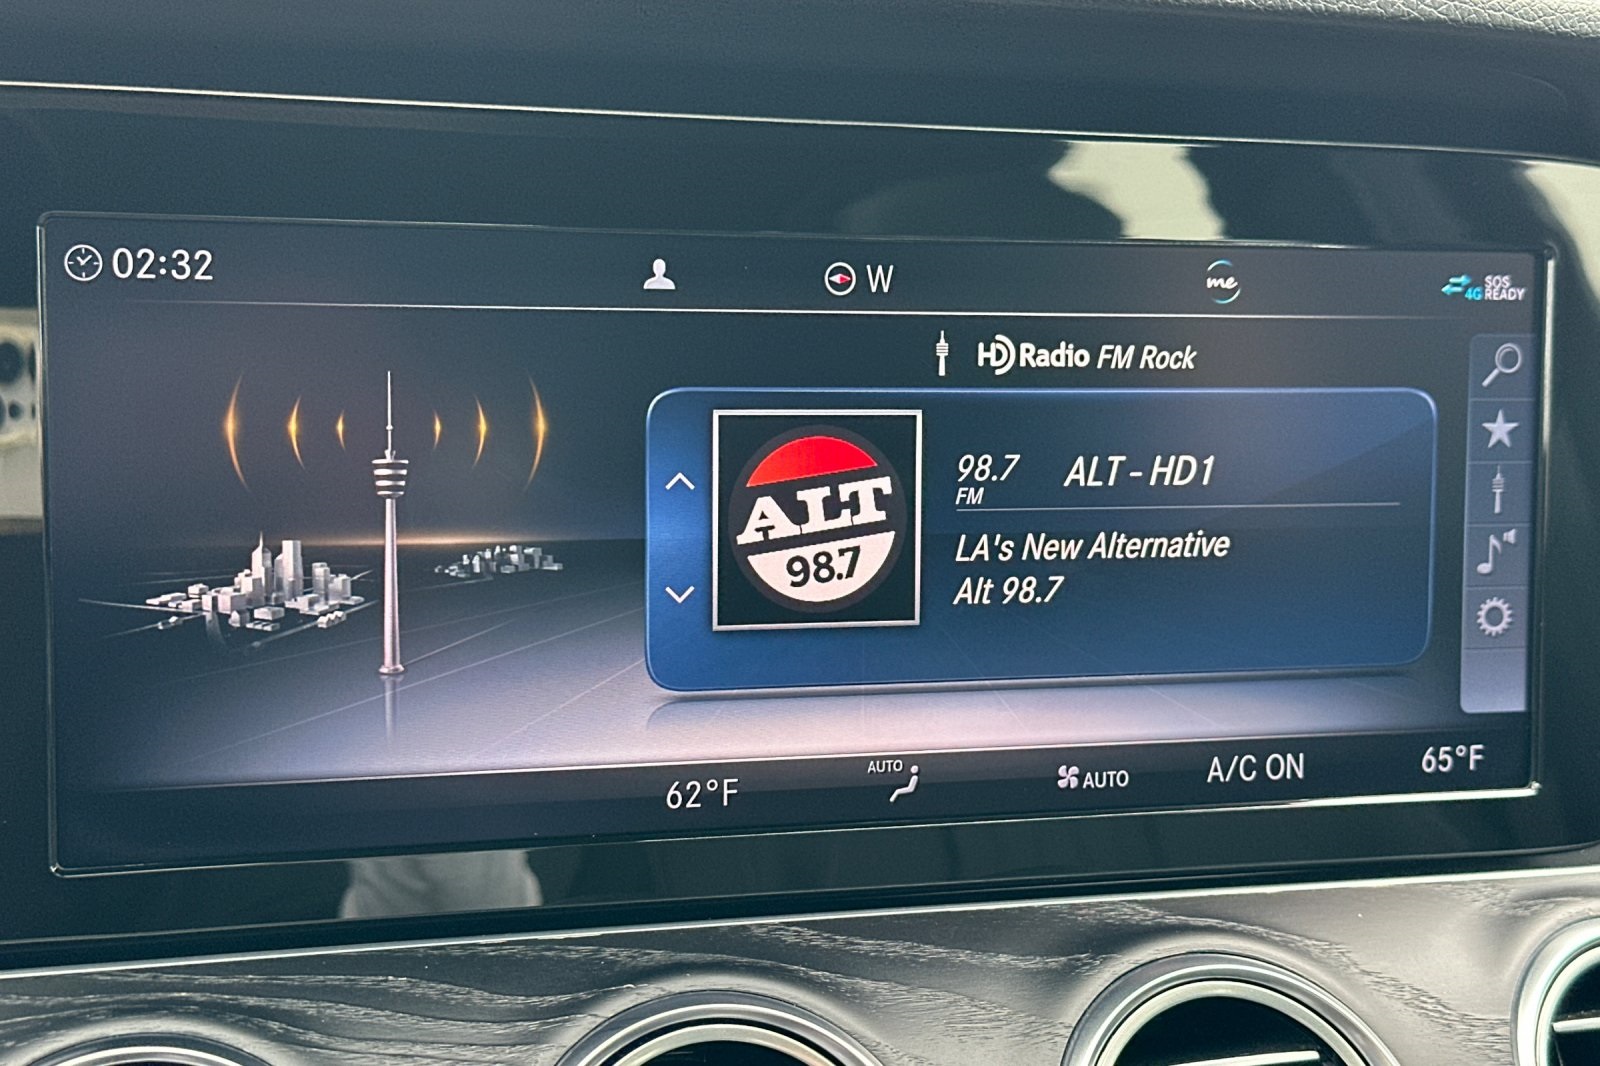 02:32
W
me
4G SOS READY
HD Radio FM Rock
ALT
98.7
98.7 FM ALT - HD1
LA's New Alternative
Alt 98.7
62°F
AUTO
AUTO
A/C ON
65°F